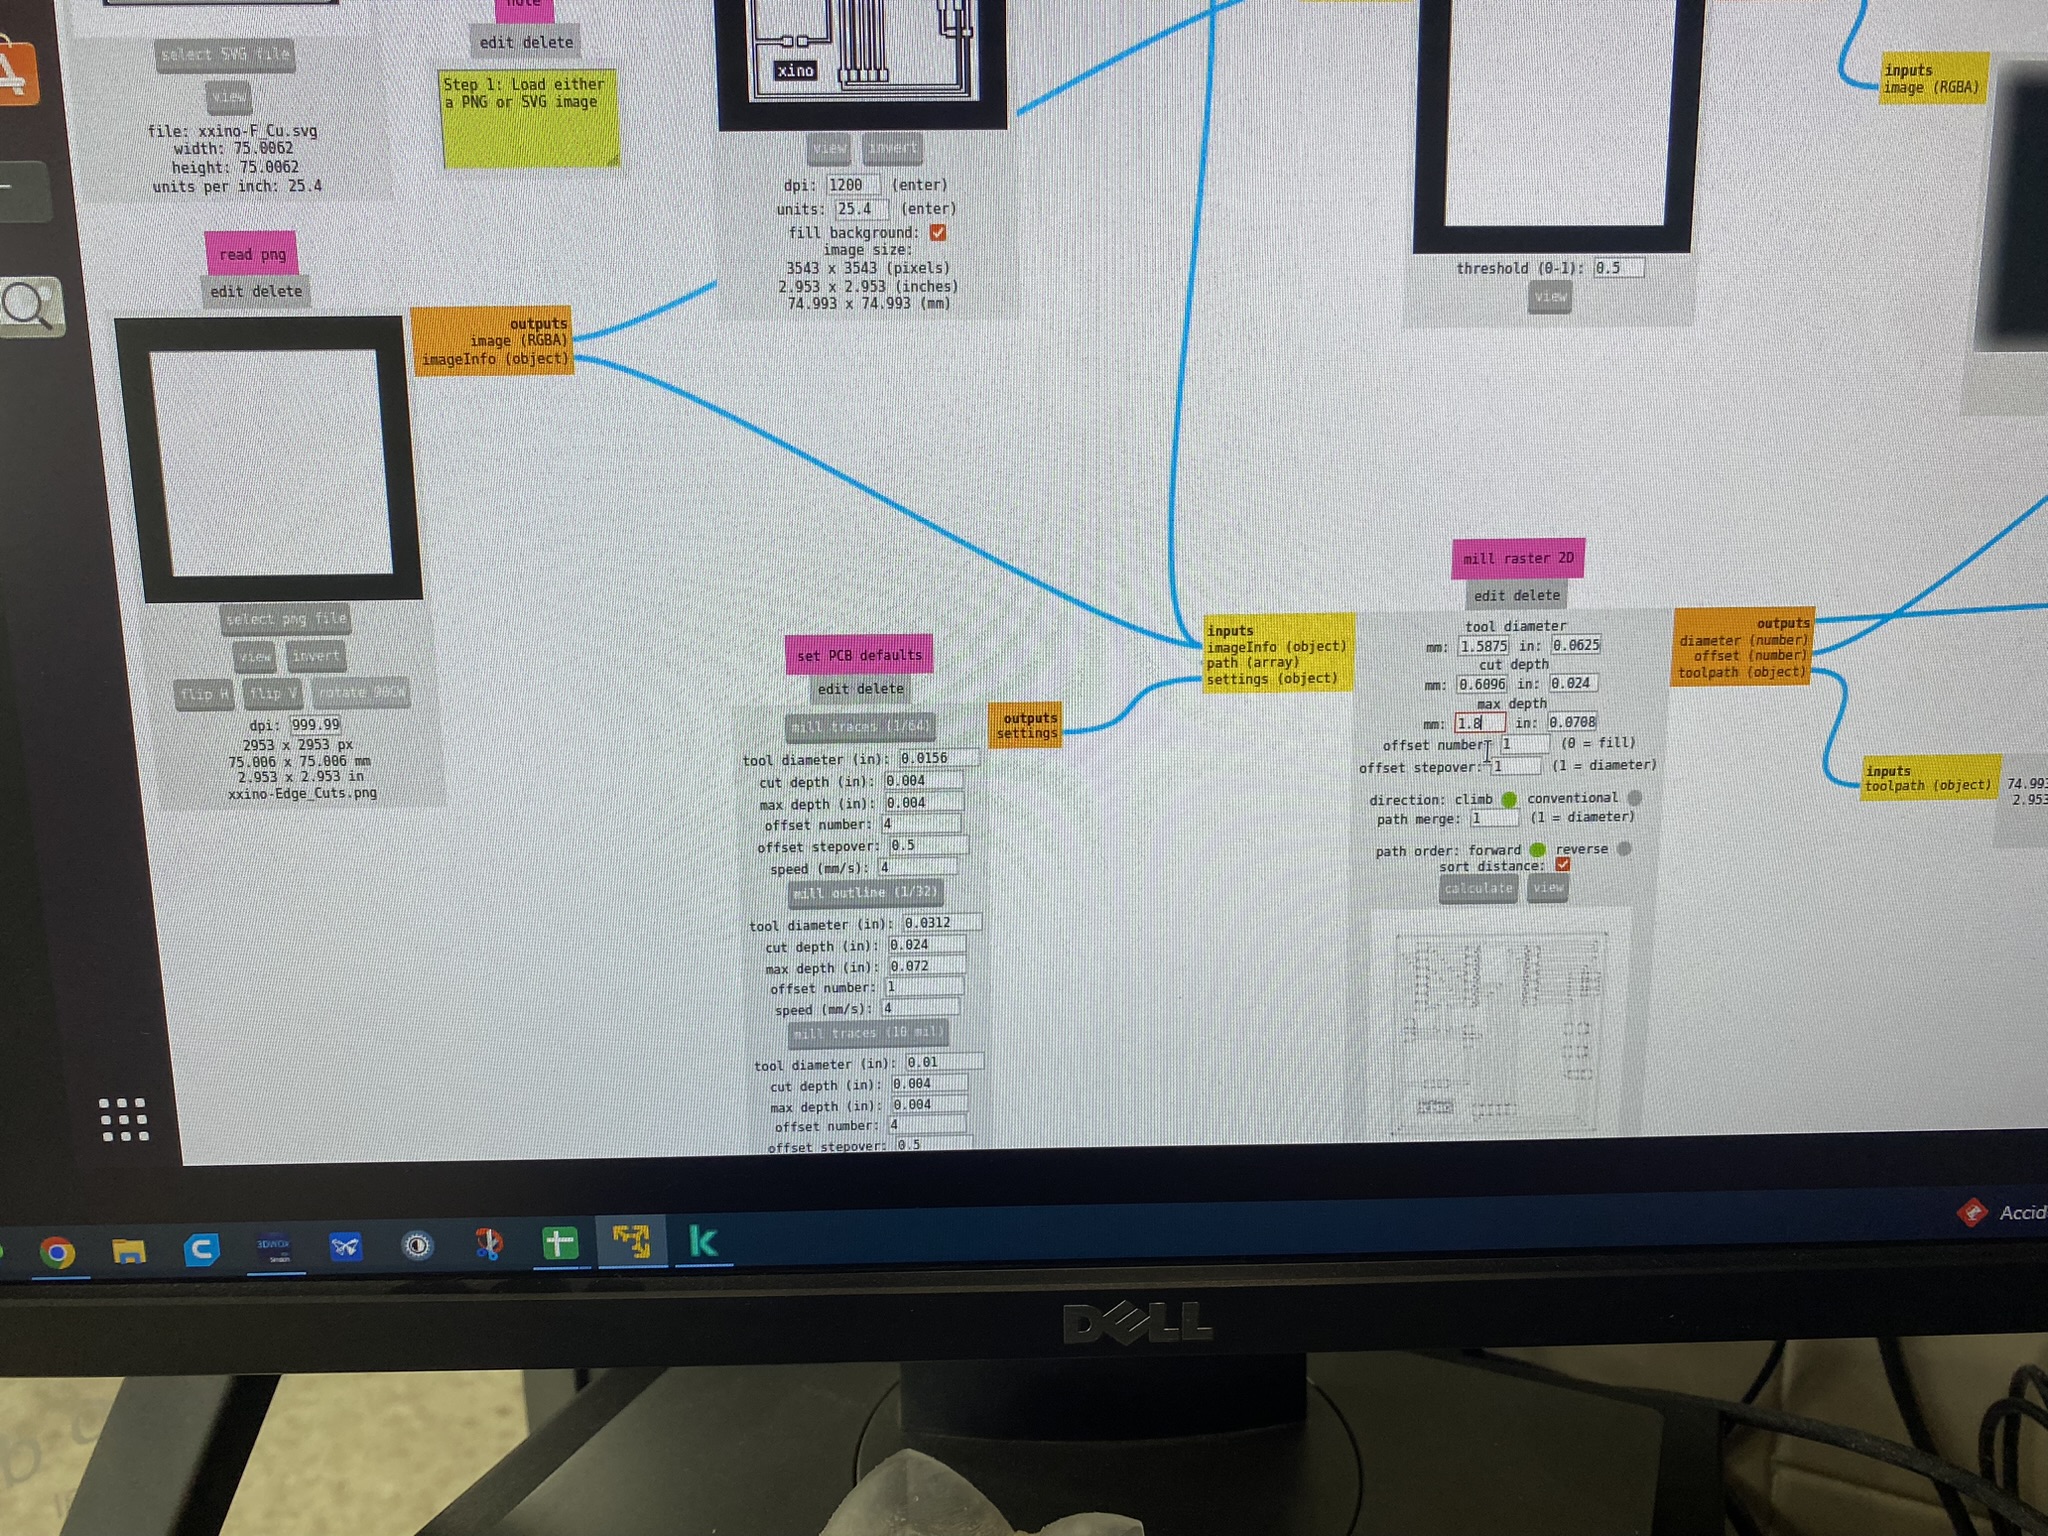 select SVG file
view
file: xxino-F_Cu.svg
width: 75.0062
height: 75.0062
units per inch: 25.4
note
edit delete
Step 1: Load either
a PNG or SVG image
xino
view invert
dpi: 1200 (enter)
units: 25.4 (enter)
fill background:
image size:
3543 x 3543 (pixels)
2.953 x 2.953 (inches)
74.993 x 74.993 (mm)
threshold (0-1): 0.5
view
inputs
image (RGBA)
read png
edit delete
outputs
image (RGBA)
imageInfo (object)
select png file
view invert
flip H flip V rotate 90CW
dpi: 999.99
2953 x 2953 px
75.006 x 75.006 mm
2.953 x 2.953 in
xxino-Edge_Cuts.png
set PCB defaults
edit delete
mill traces (1/64)
tool diameter (in): 0.0156
cut depth (in): 0.004
max depth (in): 0.004
offset number: 4
offset stepover: 0.5
speed (mm/s): 4
mill outline (1/32)
tool diameter (in): 0.0312
cut depth (in): 0.024
max depth (in): 0.072
offset number: 1
speed (mm/s): 4
mill traces (10 mil)
tool diameter (in): 0.01
cut depth (in): 0.004
max depth (in): 0.004
offset number: 4
offset stepover: 0.5
outputs
settings
inputs
imageInfo (object)
path (array)
settings (object)
mill raster 2D
edit delete
tool diameter
mm: 1.5875 in: 0.0625
cut depth
mm: 0.6096 in: 0.024
max depth
mm: 1.8 in: 0.0708
offset number: 1 (0 = fill)
offset stepover: 1 (1 = diameter)
direction: climb conventional
path merge: 1 (1 = diameter)
path order: forward reverse
sort distance:
calculate view
outputs
diameter (number)
offset (number)
toolpath (object)
inputs
toolpath (object)
74.993
2.953
3DWOX
Accid
DELL